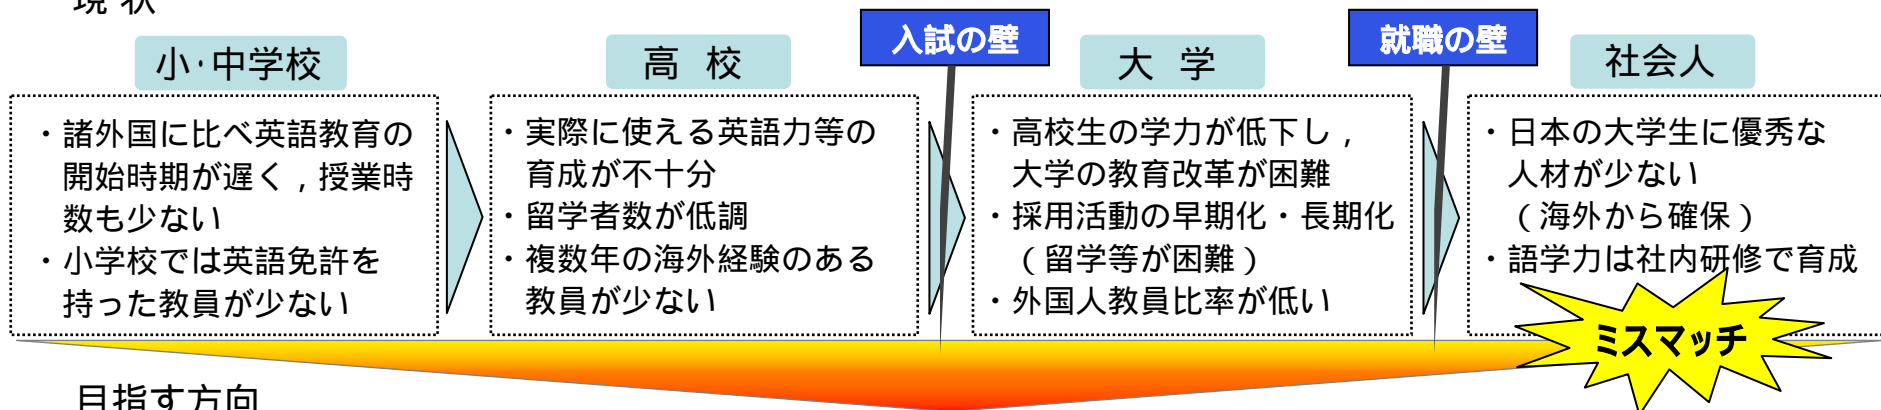 現 状
小・中学校
・諸外国に比べ英語教育の
開始時期が遅く，授業時
数も少ない
・小学校では英語免許を
持った教員が少ない
高 校
・実際に使える英語力等の
育成が不十分
・留学者数が低調
・複数年の海外経験のある
教員が少ない
入試の壁
大 学
・高校生の学力が低下し，
大学の教育改革が困難
・採用活動の早期化・長期化
（留学等が困難）
・外国人教員比率が低い
就職の壁
社会人
・日本の大学生に優秀な
人材が少ない
（海外から確保）
・語学力は社内研修で育成
ミスマッチ
目指す方向